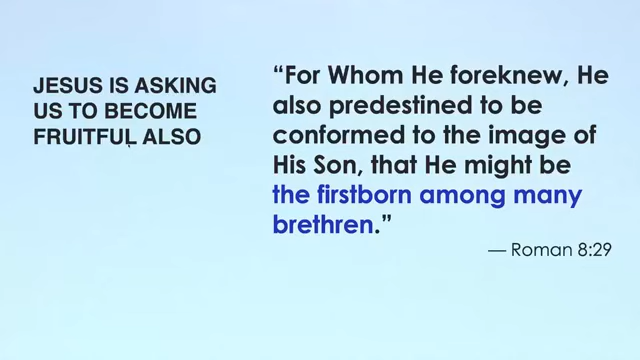 JESUS IS ASKING
US TO BECOME
FRUITFUL ALSO
“For Whom He foreknew, He
also predestined to be
conformed to the image of
His Son, that He might be
the firstborn among many
brethren.”
— Roman 8:29